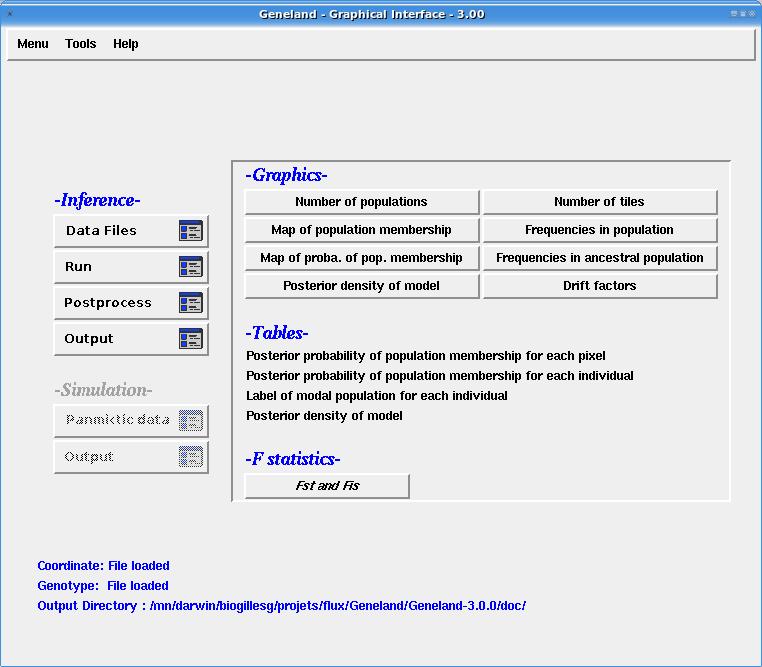 Geneland - Graphical Interface - 3.00
Menu Tools Help
-Inference-
Data Files
Run
Postprocess
Output
-Simulation-
Panmictic data
Output
-Graphics-
Number of populations Number of tiles
Map of population membership Frequencies in population
Map of proba. of pop. membership Frequencies in ancestral population
Posterior density of model Drift factors
-Tables-
Posterior probability of population membership for each pixel
Posterior probability of population membership for each individual
Label of modal population for each individual
Posterior density of model
-F statistics-
Fst and Fis
Coordinate: File loaded
Genotype: File loaded
Output Directory : /mn/darwin/biogillesg/projets/flux/Geneland/Geneland-3.0.0/doc/